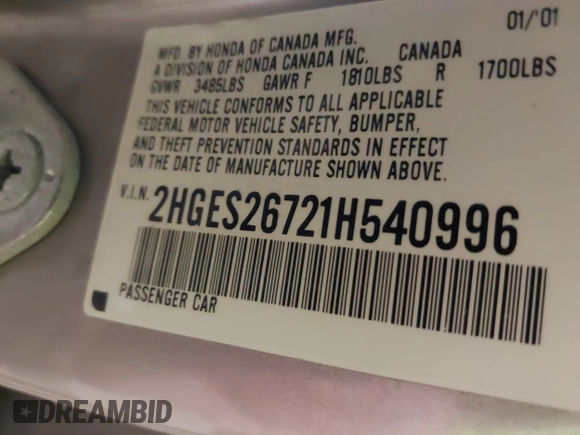 01/'01
MFD. BY HONDA OF CANADA MFG.
A DIVISION OF HONDA CANADA INC. CANADA
GVWR 3485LBS GAWR F 1810LBS R 1700LBS
THIS VEHICLE CONFORMS TO ALL APPLICABLE
FEDERAL MOTOR VEHICLE SAFETY, BUMPER,
AND THEFT PREVENTION STANDARDS IN EFFECT
ON THE DATE OF MANUFACTURE SHOWN ABOVE.
V.I.N. 2HGES26721H540996
PASSENGER CAR
DREAMBID